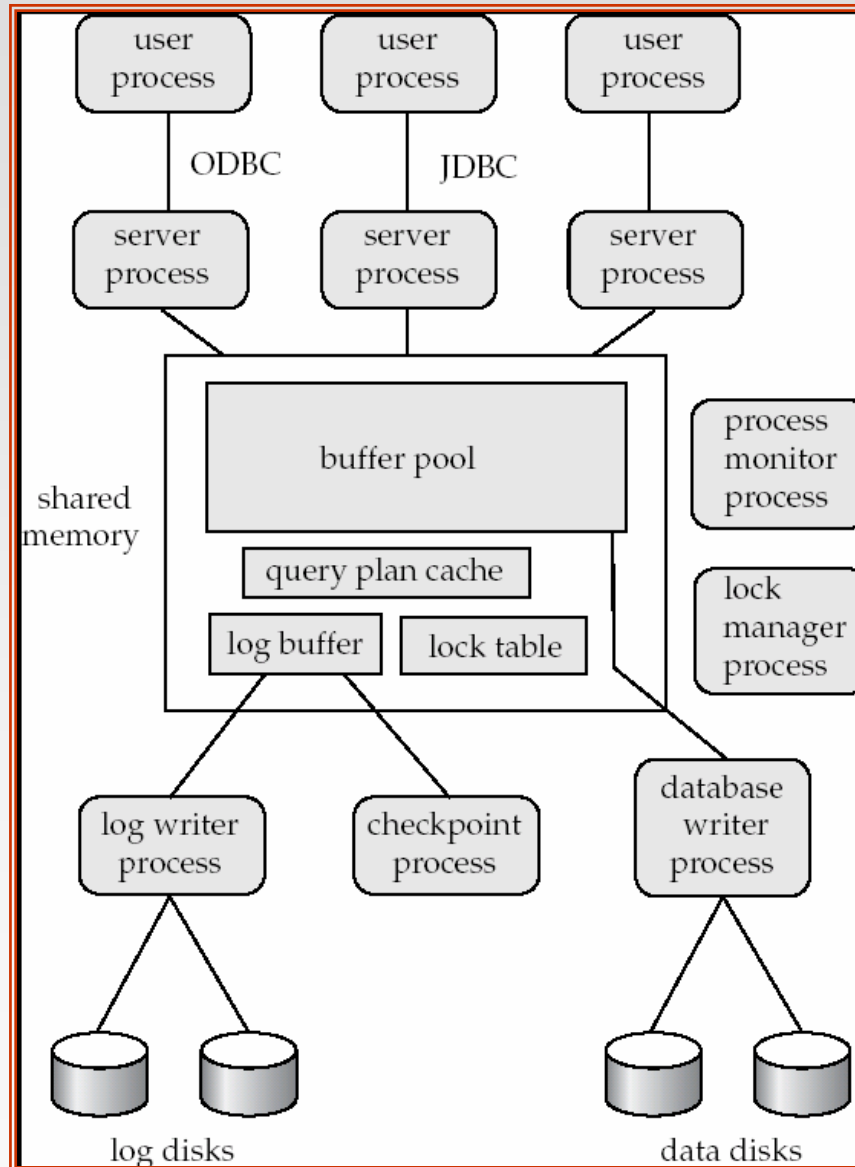 user
process
user
process
user
process
ODBC
JDBC
server
process
server
process
server
process
buffer pool
shared
memory
query plan cache
log buffer
lock table
process
monitor
process
lock
manager
process
log writer
process
checkpoint
process
database
writer
process
log disks
data disks